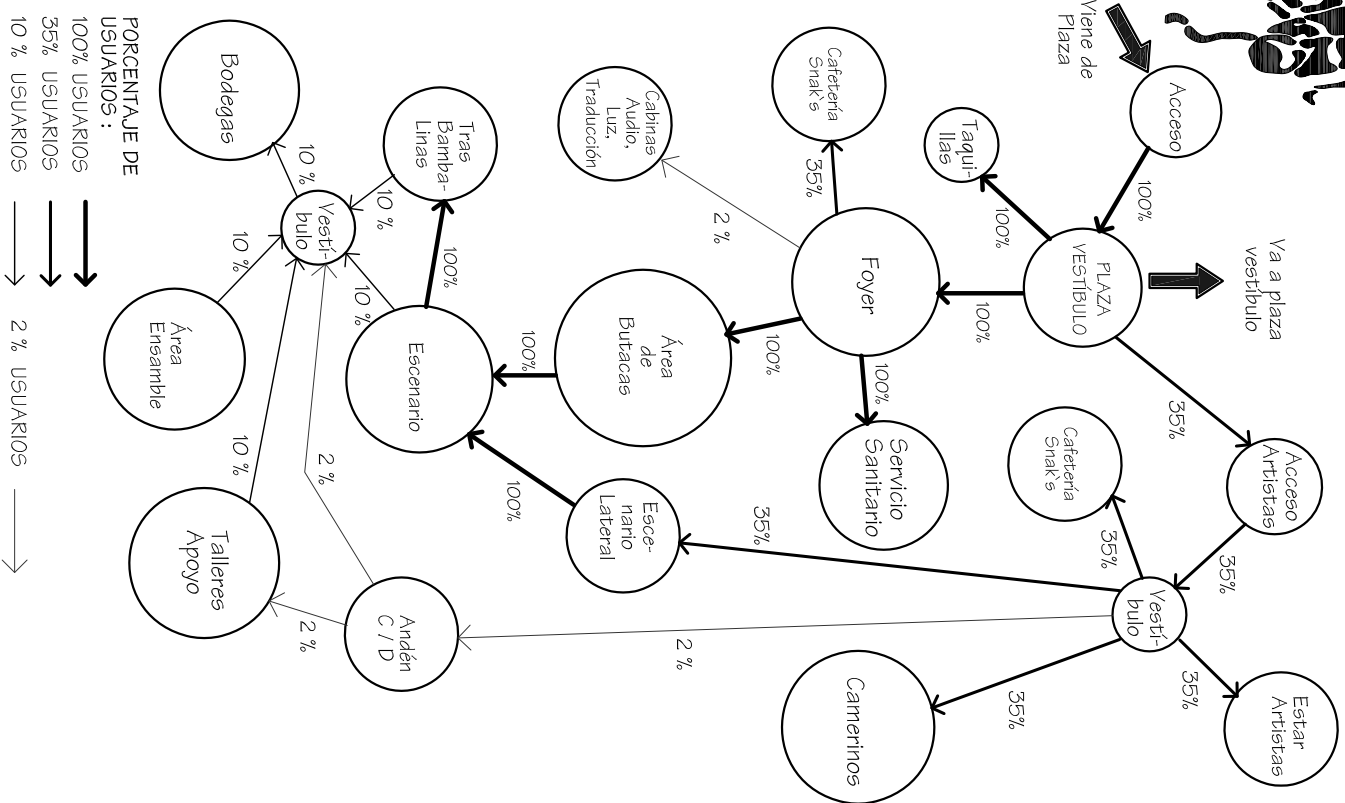 Viene de
Plaza
Acceso
100%
Va a plaza
vestíbulo
PLAZA
VESTÍBULO
100%
Taqui-
llas
35%
Acceso
Artistas
35%
Vestí-
bulo
35%
Estar
Artistas
35%
Cafetería
Snak`s
35%
Camerinos
100%
Foyer
35%
Cafetería
Snak`s
2 %
Cabinas
Audio,
Luz,
Traducción
100%
Servicio
Sanitario
100%
Área
de
Butacas
35%
Esce-
nario
Lateral
100%
100%
Escenario
2 %
Andén
C / D
100%
Tras
Bamba-
Linas
10 %
10 %
Vestí-
bulo
2 %
2 %
10 %
Bodegas
10 %
Área
Ensamble
10 %
Talleres
Apoyo
PORCENTAJE DE
USUARIOS :
100% USUARIOS
35% USUARIOS
10 % USUARIOS
2 % USUARIOS